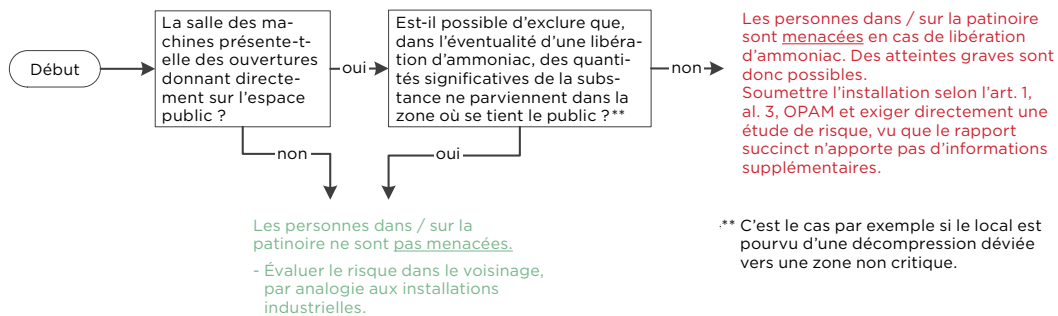 Début
La salle des ma-
chines présente-t-
elle des ouvertures
donnant directe-
ment sur l'espace
public ?
oui
Est-il possible d'exclure que,
dans l'éventualité d'une libéra-
tion d'ammoniac, des quanti-
tés significatives de la subs-
tance ne parviennent dans la
zone où se tient le public ?**
non
Les personnes dans / sur la patinoire
sont menacées en cas de libération
d'ammoniac. Des atteintes graves sont
donc possibles.
Soumettre l'installation selon l'art. 1,
al. 3, OPAM et exiger directement une
étude de risque, vu que le rapport
succinct n'apporte pas d'informations
supplémentaires.
non
oui
Les personnes dans / sur la
patinoire ne sont pas menacées.
- Évaluer le risque dans le voisinage,
par analogie aux installations
industrielles.
** C'est le cas par exemple si le local est
pourvu d'une décompression déviée
vers une zone non critique.